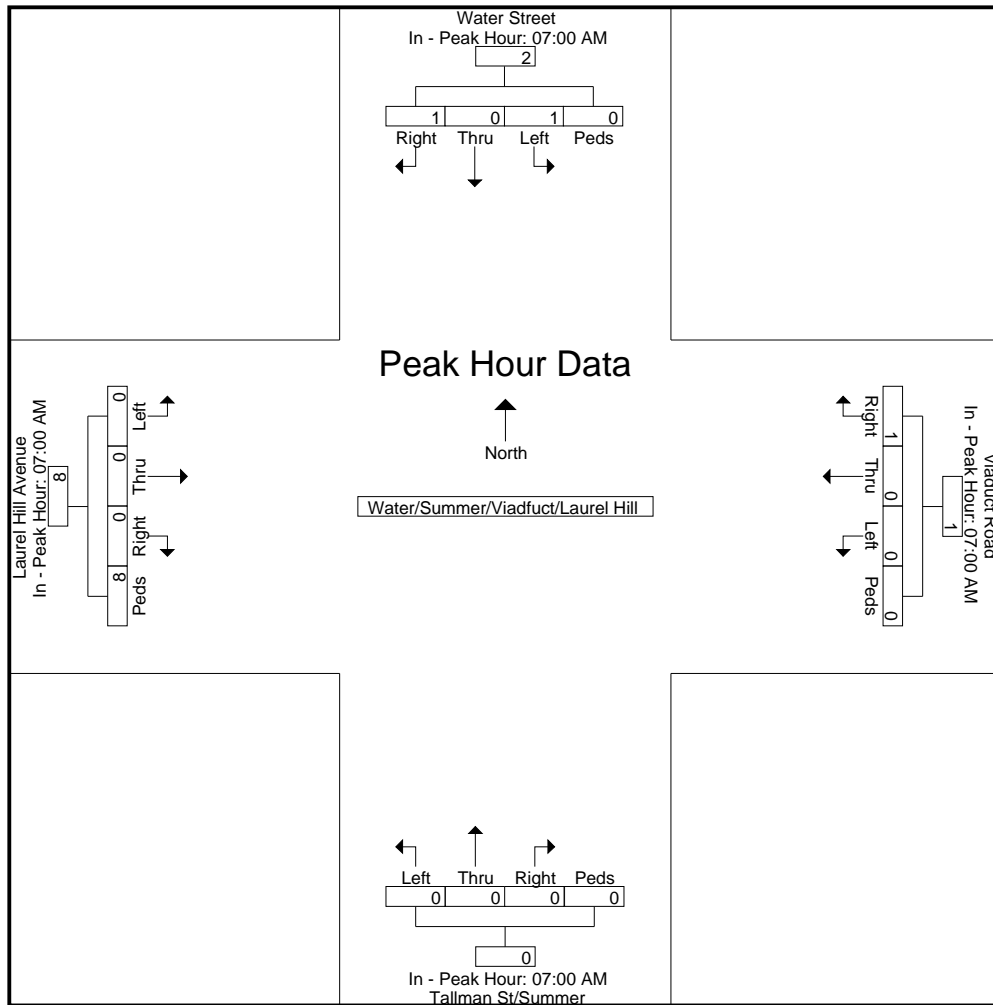 Water Street
In - Peak Hour: 07:00 AM
2
1 0 1 0
Right Thru Left Peds
Peak Hour Data
North
Water/Summer/Viadfuct/Laurel Hill
Laurel Hill Avenue
In - Peak Hour: 07:00 AM
8
0 0 0 8
Left Thru Right Peds
Viaduct Road
In - Peak Hour: 07:00 AM
1
1 0 0 0
Right Thru Left Peds
Left Thru Right Peds
0 0 0 0
0
In - Peak Hour: 07:00 AM
Tallman St/Summer